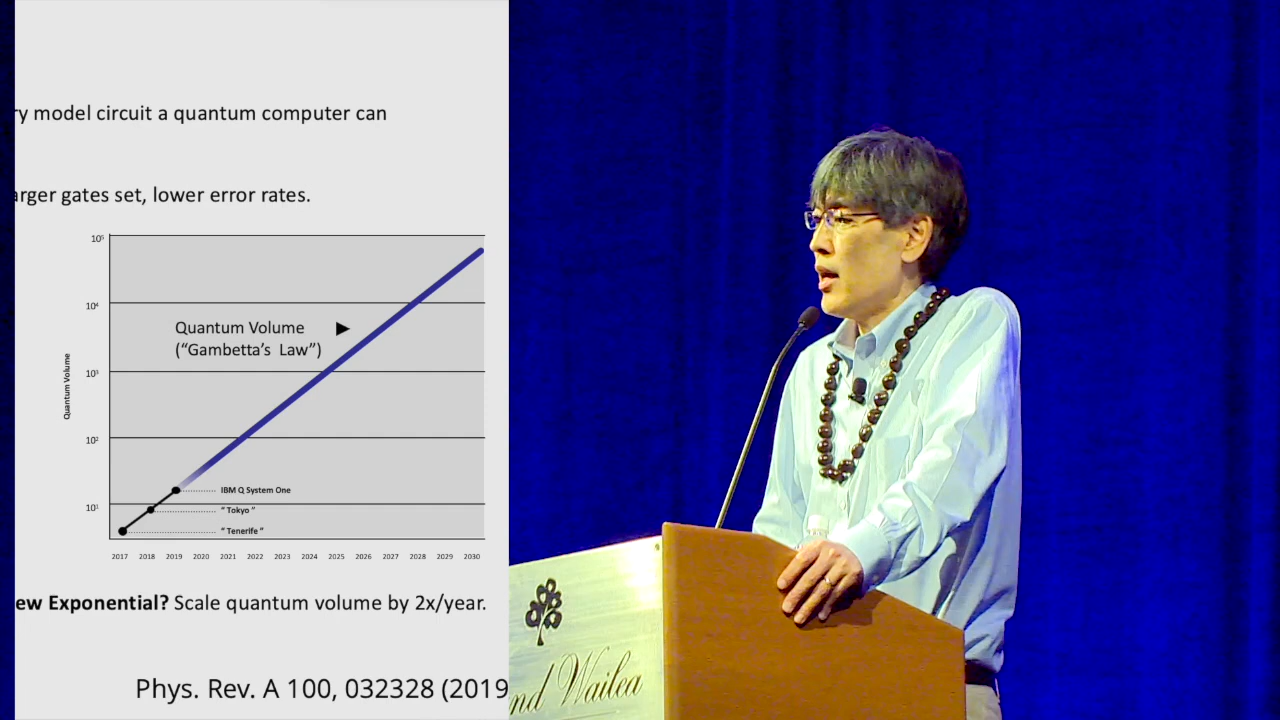 ry model circuit a quantum computer can
arger gates set, lower error rates.
10⁵
10⁴
Quantum Volume
(“Gambetta’s Law”)
10³
Quantum Volume
10²
IBM Q System One
10¹
“ Tokyo ”
“ Tenerife ”
2017 2018 2019 2020 2021 2022 2023 2024 2025 2026 2027 2028 2029 2030
ew Exponential? Scale quantum volume by 2x/year.
Phys. Rev. A 100, 032328 (2019
nd Wailea